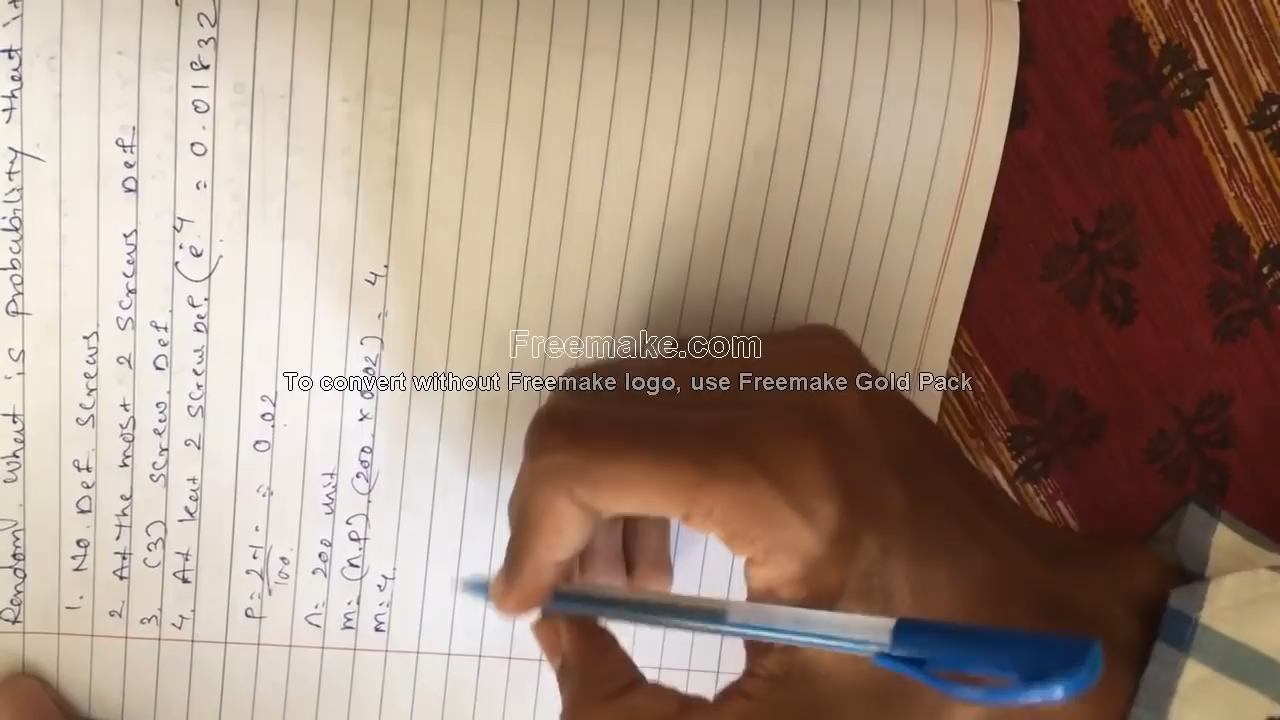 Random. What is Probability that it
1. No. Def. Screws
2. At the most 2 Screws Def
3. (3) Screw. Def.
4. At least 2 Screw Def. (e^-4 = 0.01832
P = 2% = 0.02
100
n = 200 unit
m = (n.P), (200 x 0.02) = 4.
m = 4.
Freemake.com
To convert without Freemake logo, use Freemake Gold Pack